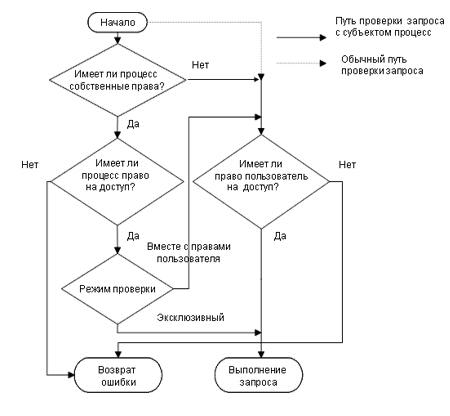 Начало
Путь проверки запроса
с субъектом процесс
Обычный путь
проверки запроса
Имеет ли процесс
собственные права?
Нет
Да
Нет
Имеет ли
процесс право
на доступ?
Имеет ли
право пользователь
на доступ?
Нет
Да
Да
Вместе с правами
пользователя
Режим проверки
Эксклюзивный
Возврат
ошибки
Выполнение
запроса